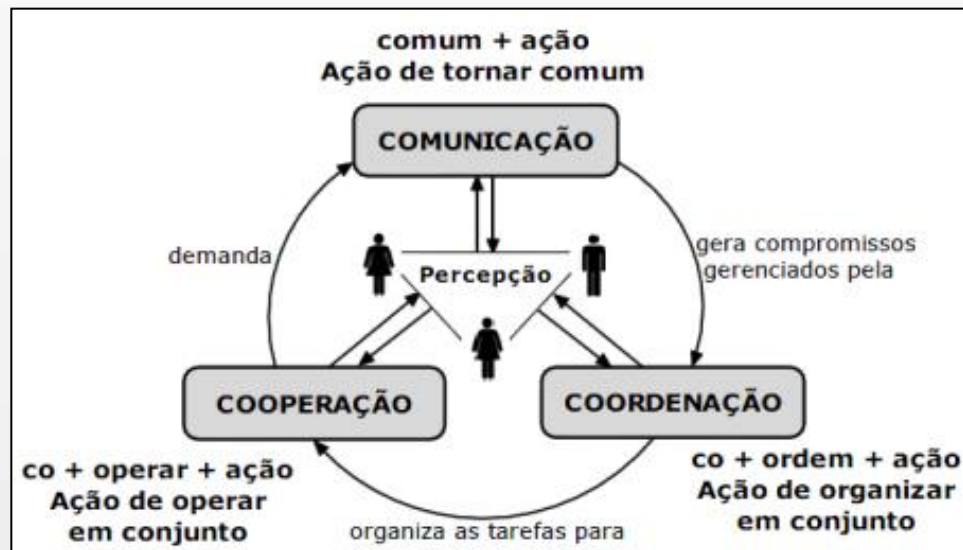 comum + ação
Ação de tornar comum
COMUNICAÇÃO
demanda
gera compromissos
gerenciados pela
Percepção
COOPERAÇÃO
COORDENAÇÃO
co + operar + ação
Ação de operar
em conjunto
co + ordem + ação
Ação de organizar
em conjunto
organiza as tarefas para